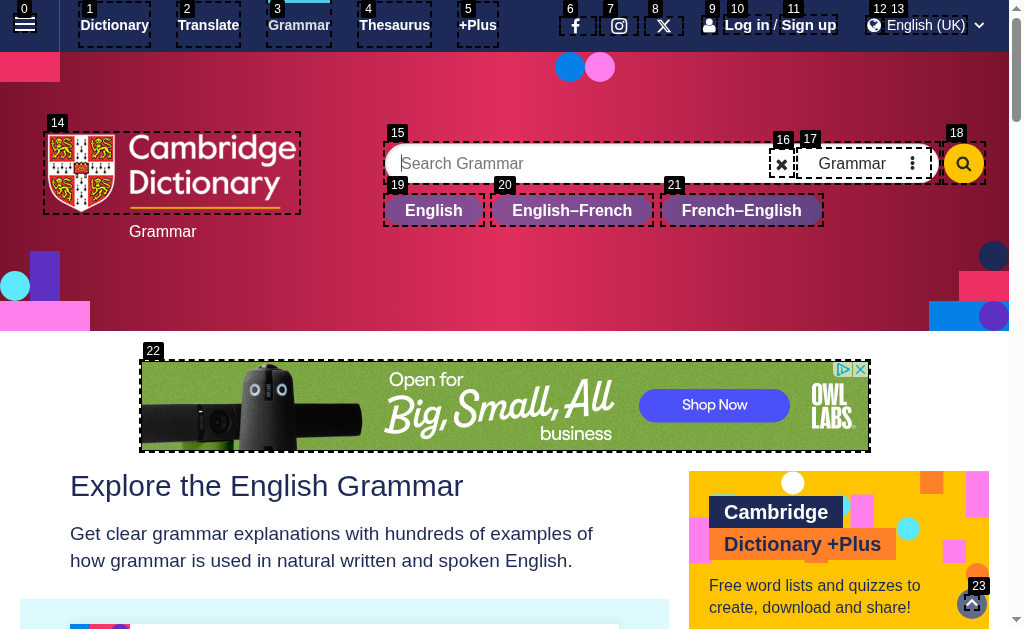 0 1 2 3 4 5 6 7 8 9 10 11 12 13
Dictionary Translate Grammar Thesaurus +Plus Log in / Sign up English (UK)
14
Cambridge
Dictionary
Grammar
15 16 17 18
Search Grammar Grammar
19 20 21
English English–French French–English
22
Open for
Big, Small, All
business
Shop Now
OWL
LABS
Explore the English Grammar
Get clear grammar explanations with hundreds of examples of
how grammar is used in natural written and spoken English.
Cambridge
Dictionary +Plus
Free word lists and quizzes to
create, download and share!
23